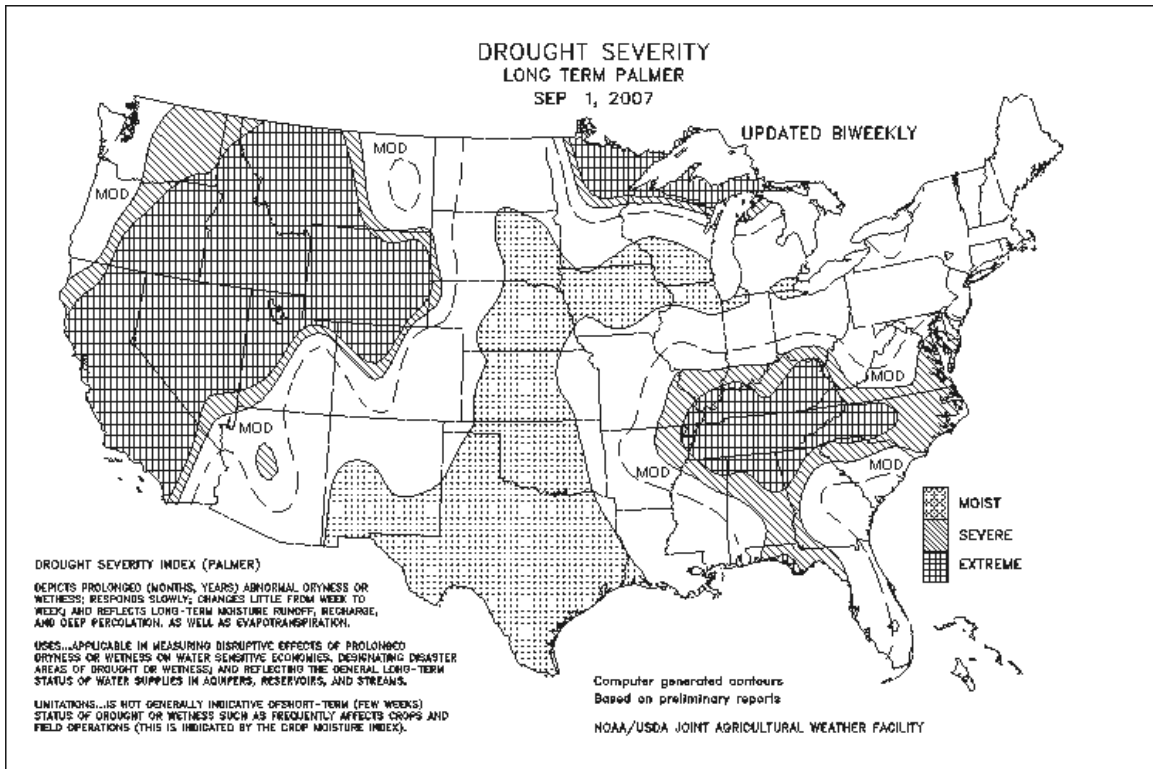 DROUGHT SEVERITY
LONG TERM PALMER
SEP 1, 2007
UPDATED BIWEEKLY
MOD
MOD
MOD
MOD
MOD
MOD
MOIST
SEVERE
EXTREME
DROUGHT SEVERITY INDEX (PALMER)
DEPICTS PROLONGED (MONTHS, YEARS) ABNORMAL DRYNESS OR
WETNESS; RESPONDS SLOWLY; CHANGES LITTLE FROM WEEK TO
WEEK; AND REFLECTS LONG-TERM MOISTURE RUNOFF, RECHARGE,
AND DEEP PERCOLATION, AS WELL AS EVAPOTRANSPIRATION.
USES...APPLICABLE IN MEASURING DISRUPTIVE EFFECTS OF PROLONGED
DRYNESS OR WETNESS ON WATER SENSITIVE ECONOMIES, DESIGNATING DISASTER
AREAS OF DROUGHT OR WETNESS; AND REFLECTING THE GENERAL LONG-TERM
STATUS OF WATER SUPPLIES IN AQUIFERS, RESERVOIRS, AND STREAMS.
LIMITATIONS...IS NOT GENERALLY INDICATIVE OFSHORT-TERM (FEW WEEKS)
STATUS OF DROUGHT OR WETNESS SUCH AS FREQUENTLY AFFECTS CROPS AND
FIELD OPERATIONS (THIS IS INDICATED BY THE CROP MOISTURE INDEX).
Computer generated contours
Based on preliminary reports
NOAA/USDA JOINT AGRICULTURAL WEATHER FACILITY